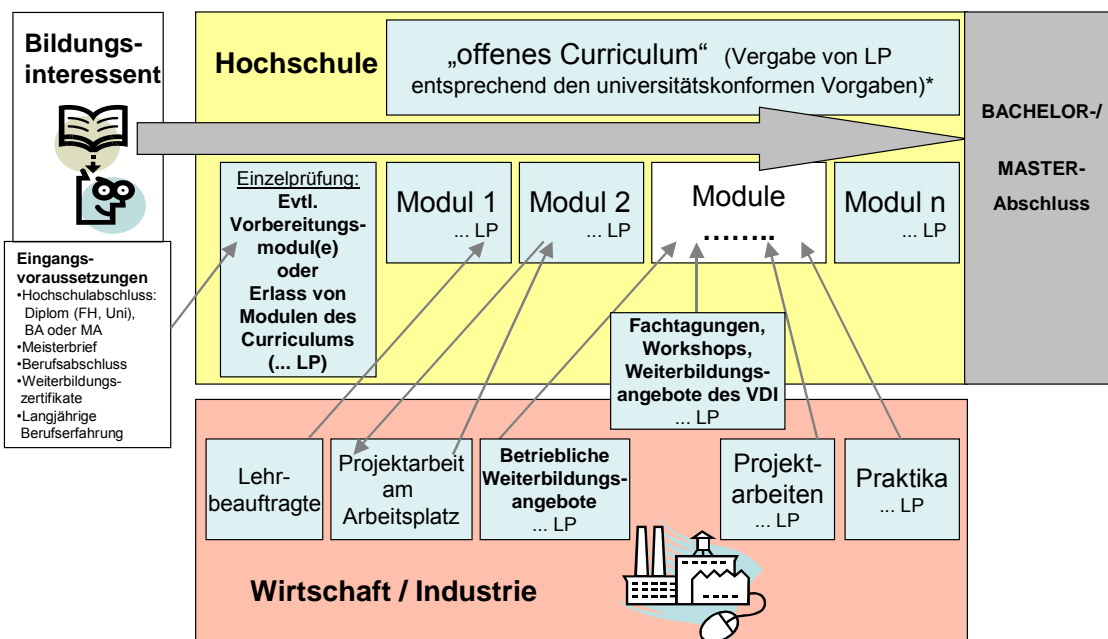 Bildungs-
interessent
Eingangs-
voraussetzungen
•Hochschulabschluss:
Diplom (FH, Uni),
BA oder MA
•Meisterbrief
•Berufsabschluss
•Weiterbildungs-
zertifikate
•Langjährige
Berufserfahrung
Hochschule
„offenes Curriculum“ (Vergabe von LP
entsprechend den universitätskonformen Vorgaben)*
Einzelprüfung:
Evtl.
Vorbereitungs-
modul(e)
oder
Erlass von
Modulen des
Curriculums
(... LP)
Modul 1
... LP
Modul 2
... LP
Module
........
Modul n
... LP
Fachtagungen,
Workshops,
Weiterbildungs-
angebote des VDI
... LP
BACHELOR-/
MASTER-
Abschluss
Lehr-
beauftragte
Projektarbeit
am
Arbeitsplatz
Betriebliche
Weiterbildungs-
angebote
... LP
Projekt-
arbeiten
... LP
Praktika
... LP
Wirtschaft / Industrie